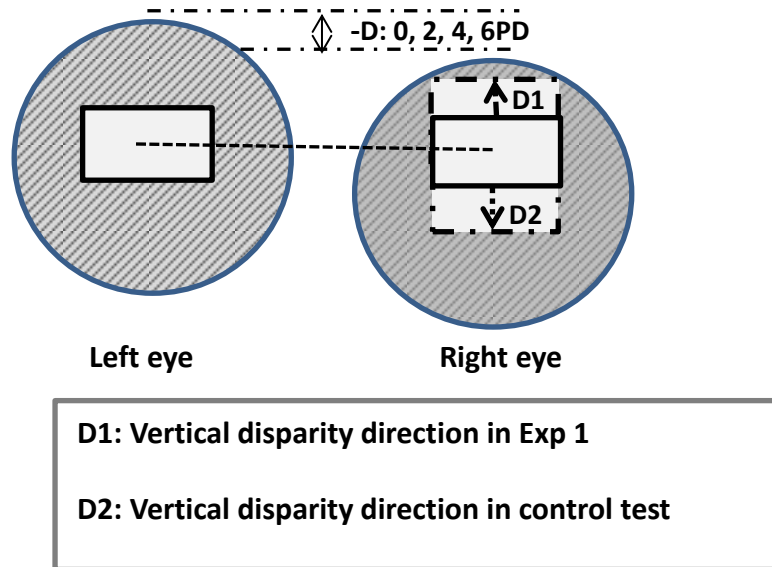 -D: 0, 2, 4, 6PD
D1
D2
Left eye
Right eye
D1: Vertical disparity direction in Exp 1
D2: Vertical disparity direction in control test